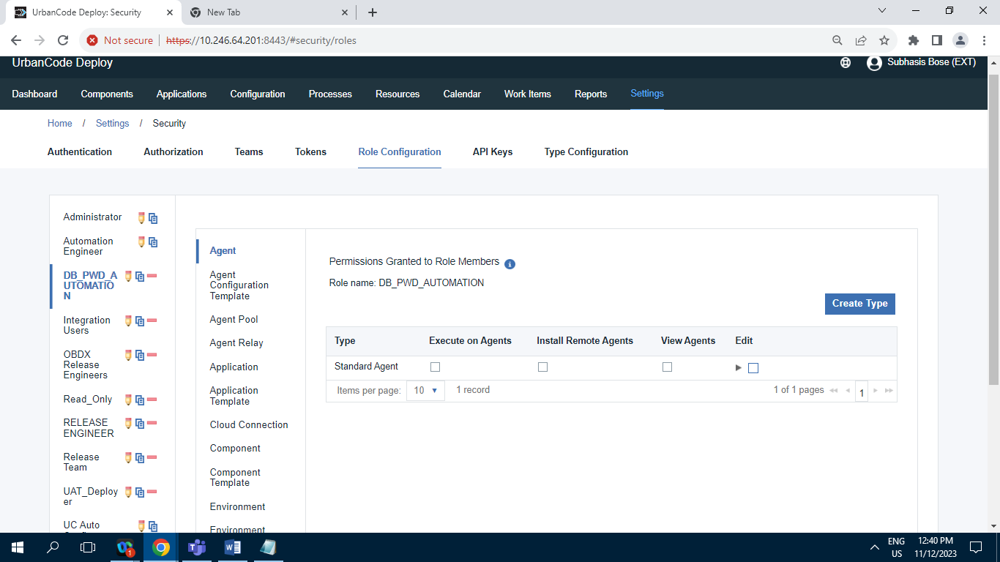 UrbanCode Deploy: Security
New Tab
Not secure https://10.246.64.201:8443/#security/roles
UrbanCode Deploy
Subhasis Bose (EXT)
Dashboard Components Applications Configuration Processes Resources Calendar Work Items Reports Settings
Home / Settings / Security
Authentication Authorization Teams Tokens Role Configuration API Keys Type Configuration
Administrator
Automation
Engineer
DB_PWD_A
UTOMATIO
N
Integration
Users
OBDX
Release
Engineers
Read_Only
RELEASE
ENGINEER
Release
Team
UAT_Deploy
er
UC Auto
Agent
Agent
Configuration
Template
Agent Pool
Agent Relay
Application
Application
Template
Cloud Connection
Component
Component
Template
Environment
Environment
Permissions Granted to Role Members
Role name: DB_PWD_AUTOMATION
Create Type
Type Execute on Agents Install Remote Agents View Agents Edit
Standard Agent
Items per page: 10 1 record 1 of 1 pages 1
1
ENG
US
12:40 PM
11/12/2023